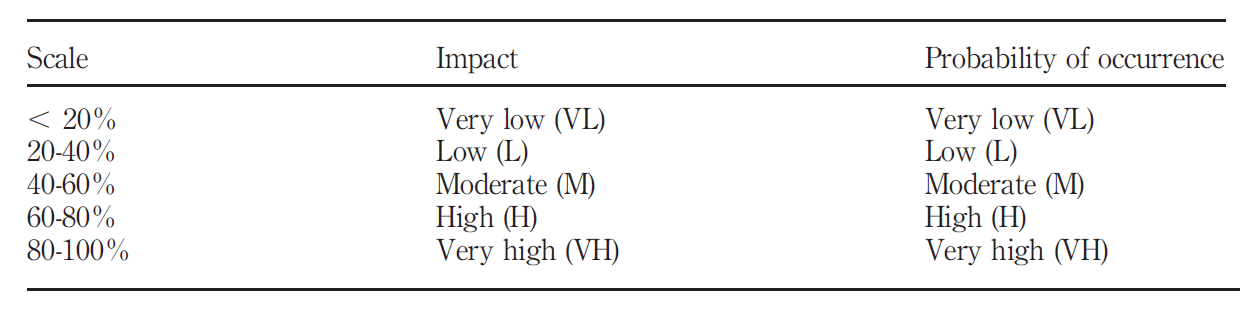 Scale Impact Probability of occurrence
< 20% Very low (VL) Very low (VL)
20-40% Low (L) Low (L)
40-60% Moderate (M) Moderate (M)
60-80% High (H) High (H)
80-100% Very high (VH) Very high (VH)